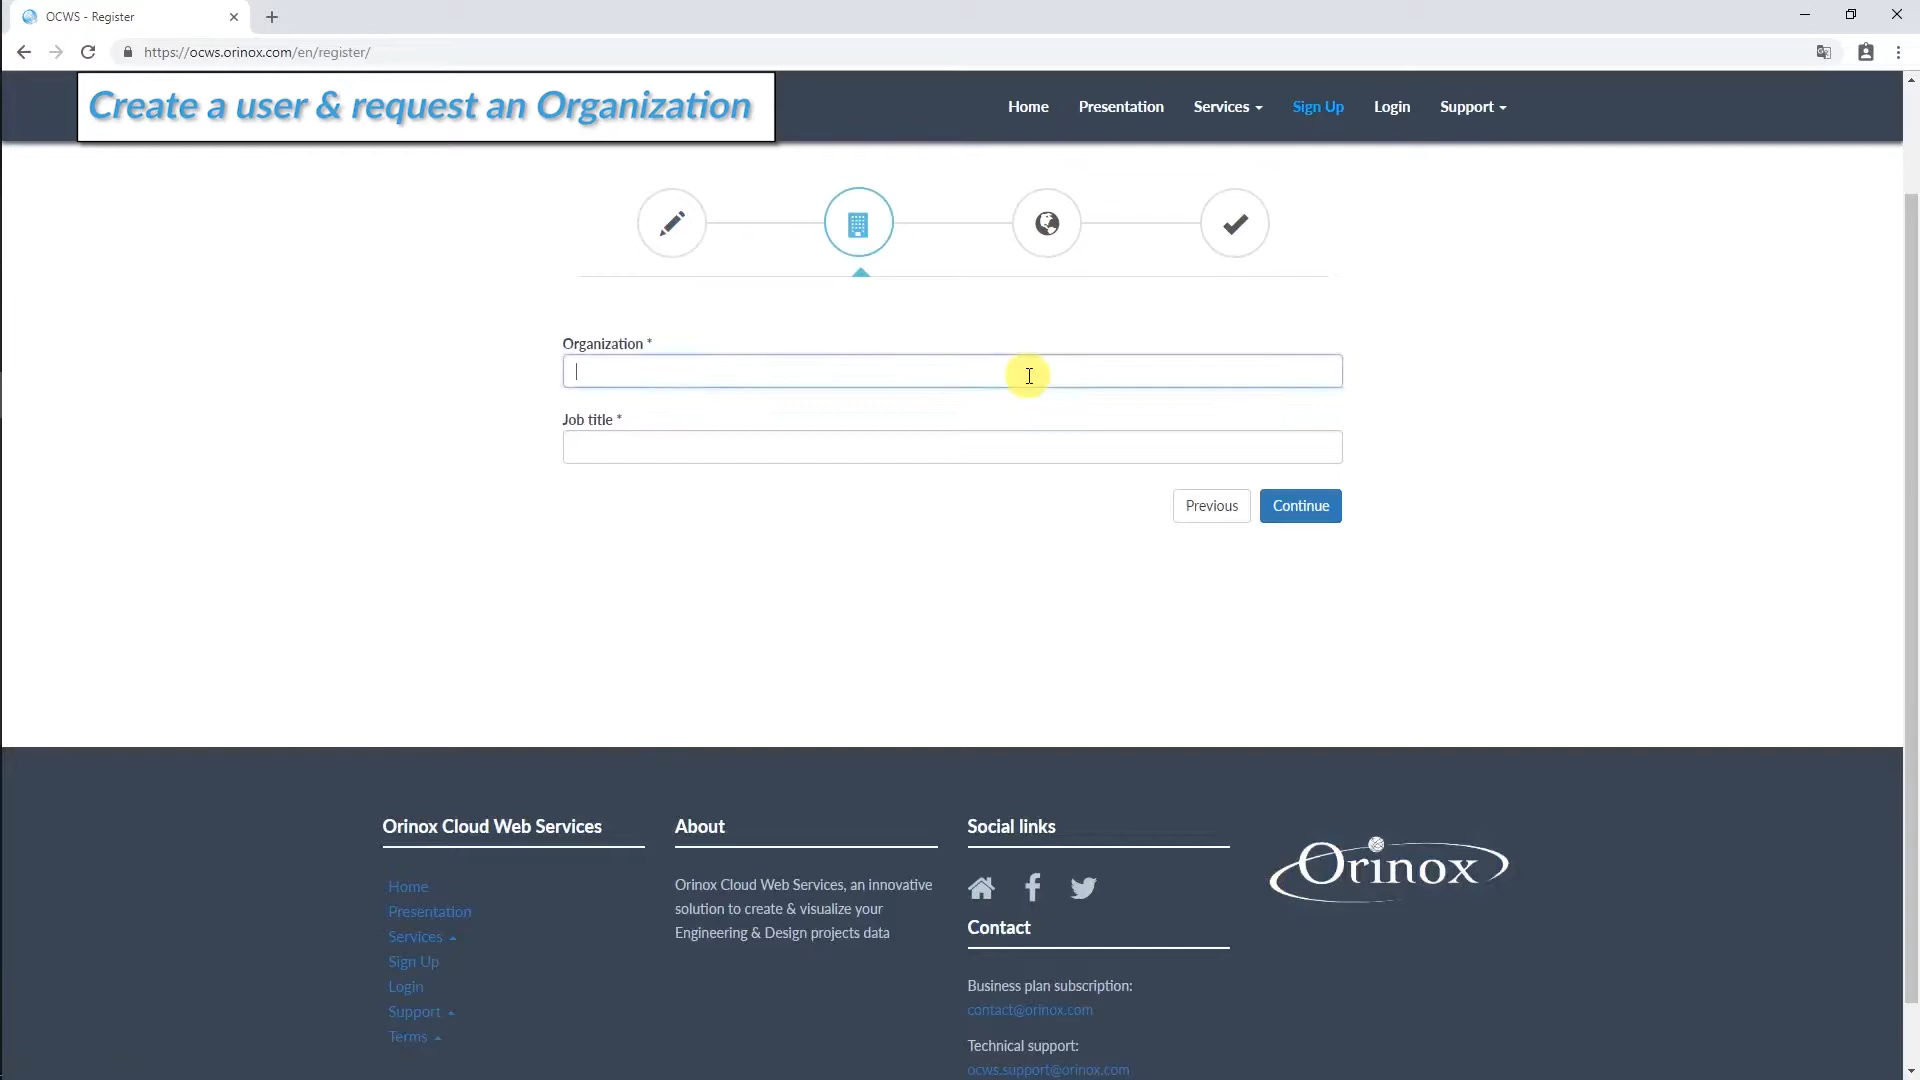 OCWS - Register
https://ocws.orinox.com/en/register/
Create a user & request an Organization
Home Presentation Services Sign Up Login Support
Organization *
Job title *
Previous Continue
Orinox Cloud Web Services
Home
Presentation
Services
Sign Up
Login
Support
Terms
About
Orinox Cloud Web Services, an innovative
solution to create & visualize your
Engineering & Design projects data
Social links
Contact
Business plan subscription:
contact@orinox.com
Technical support:
ocws.support@orinox.com
Orinox